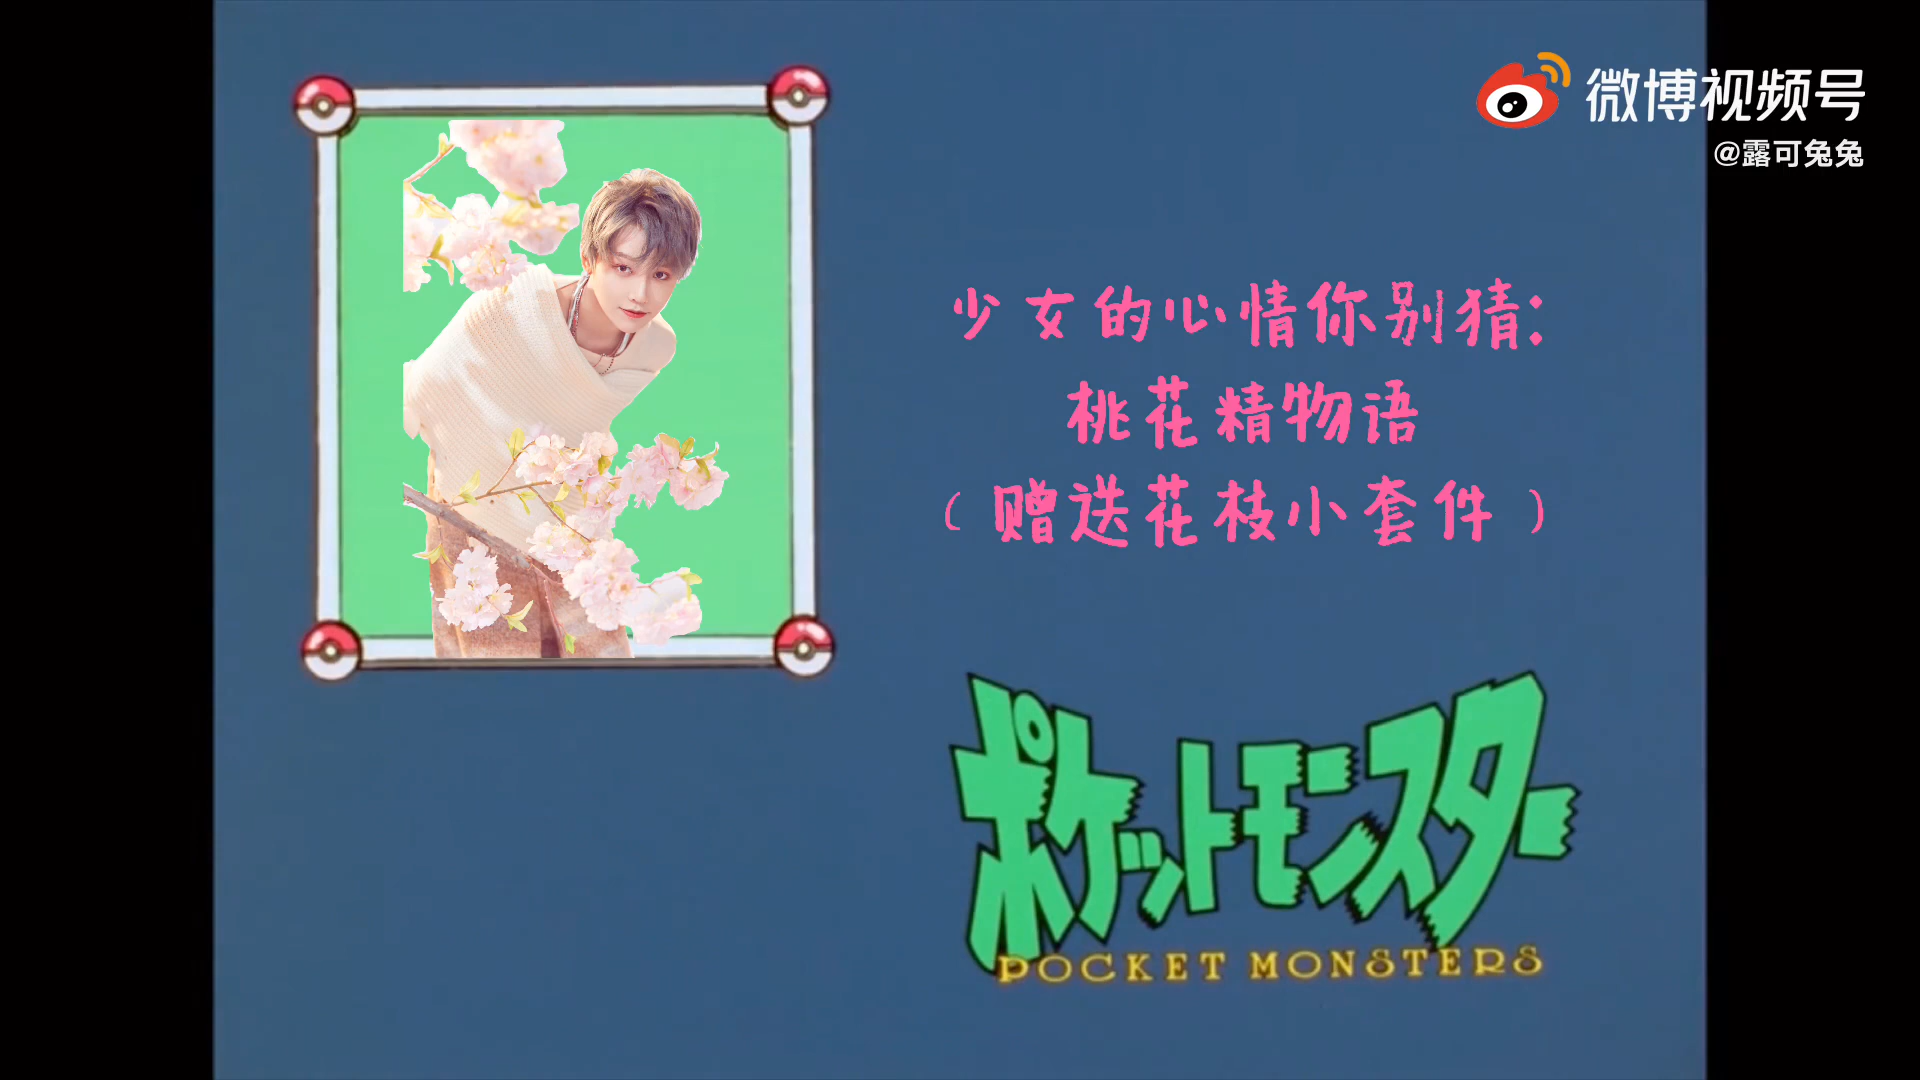 微博视频号
@露可兔兔
少女的心情你别猜:
桃花精物语
(赠送花枝小套件)
ポケットモンスター
POCKET MONSTERS